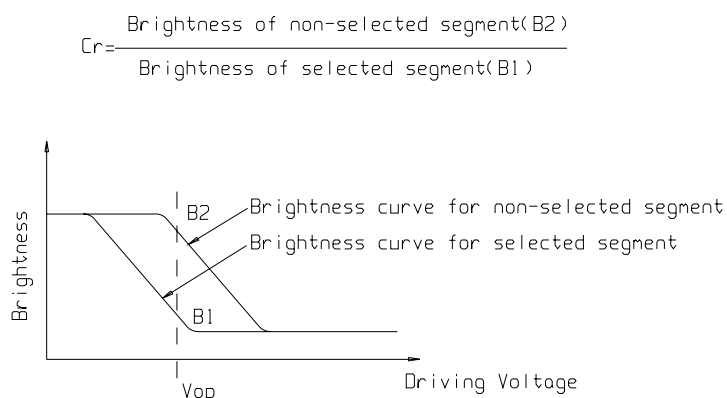 Brightness of non-selected segment(B2)
Cr=
Brightness of selected segment(B1)
B2
Brightness curve for non-selected segment
Brightness curve for selected segment
Brightness
B1
Driving Voltage
Vop